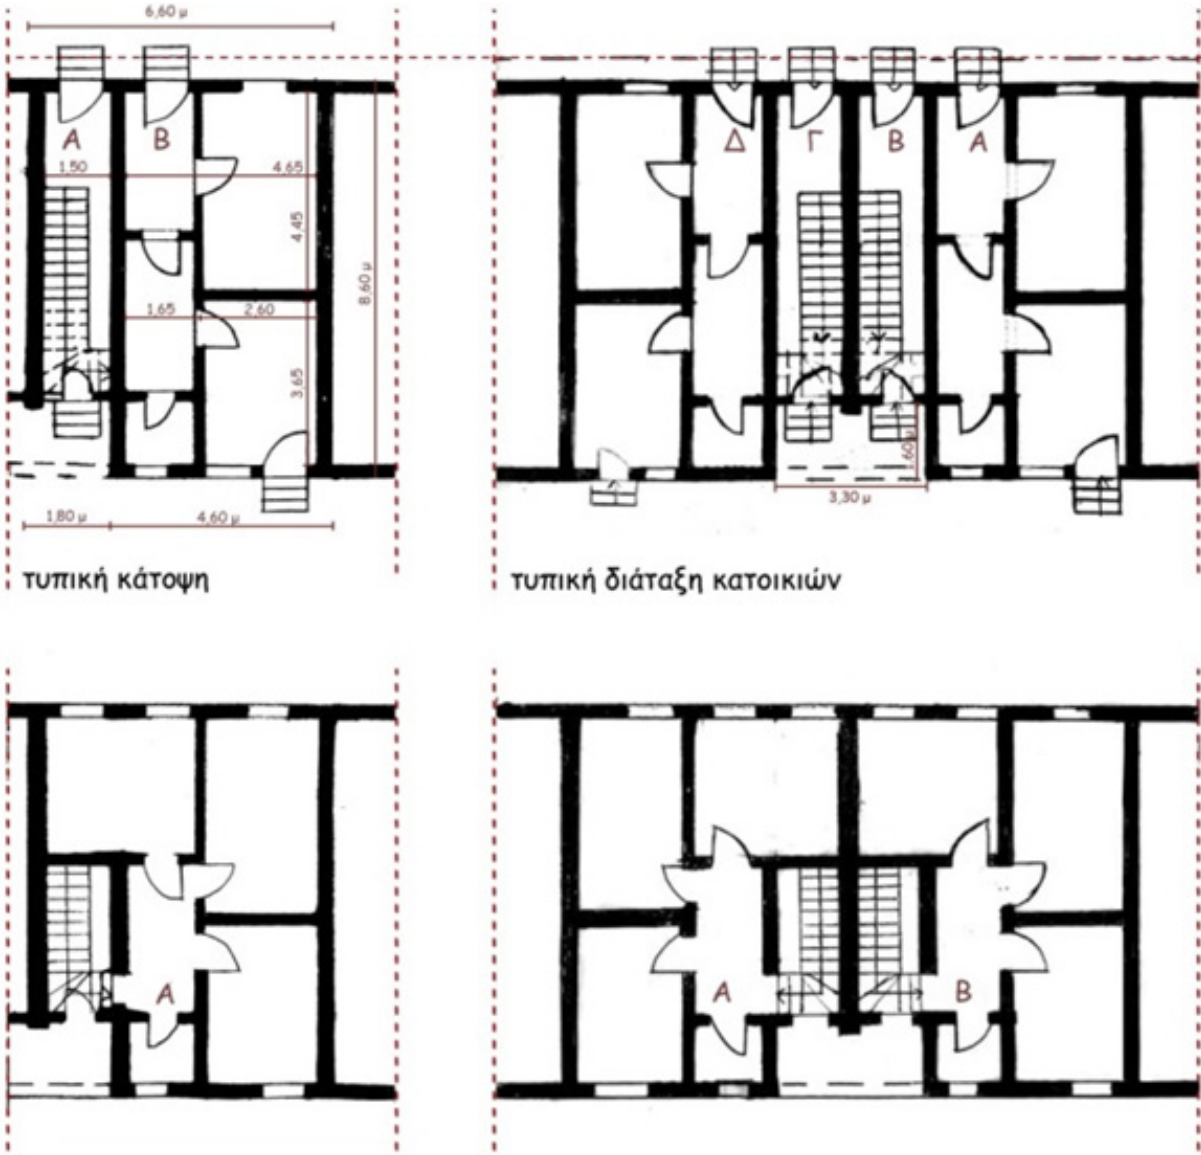 6,60 μ
Α
Β
1,50
4,65
4,45
8,60 μ
1,65
2,60
3,65
1,80 μ
4,60 μ
τυπική κάτοψη
Δ
Γ
Β
Α
1,60 μ
3,30 μ
τυπική διάταξη κατοικιών
Α
Α
Β